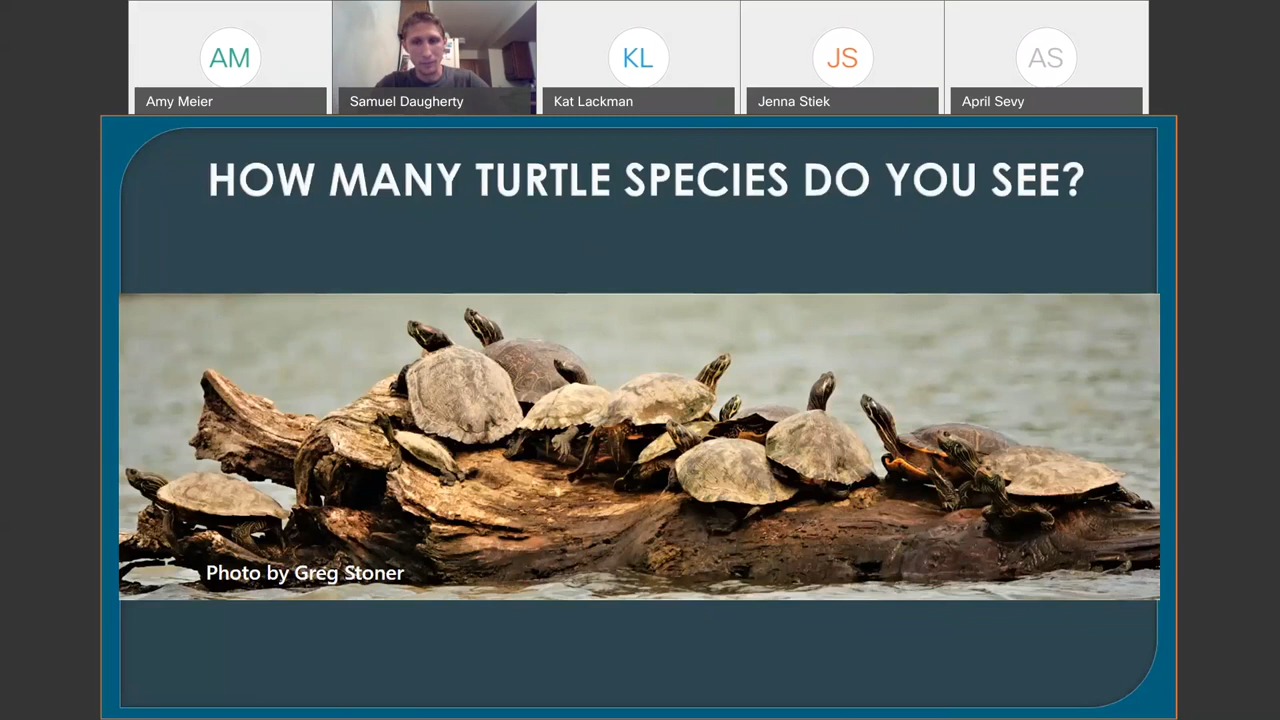 AM
KL
JS
AS
Amy Meier
Samuel Daugherty
Kat Lackman
Jenna Stiek
April Sevy
HOW MANY TURTLE SPECIES DO YOU SEE?
Photo by Greg Stoner